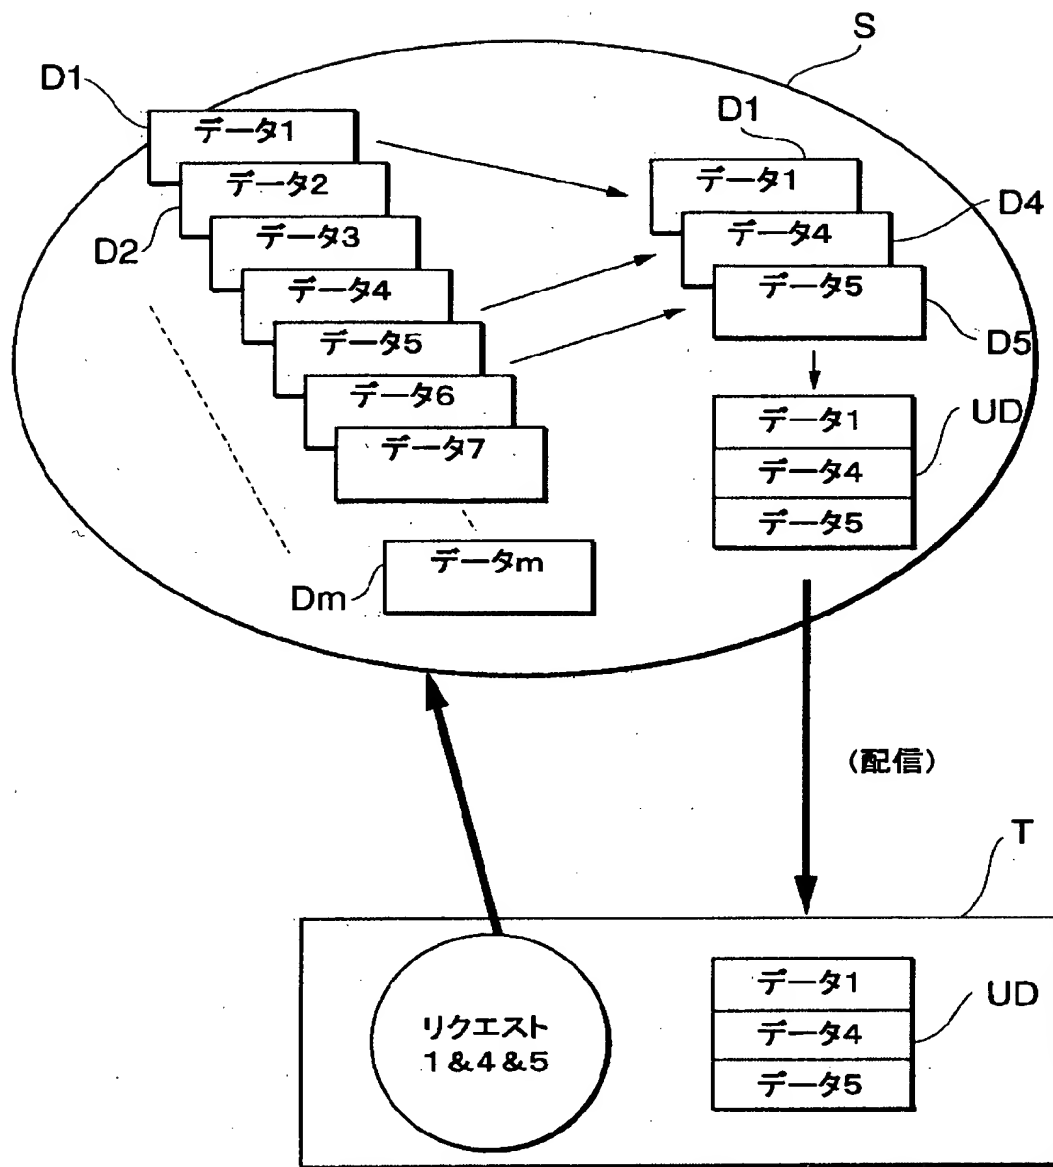 S
D1
データ1
D1
データ2
データ1
D2
データ3
データ4
D4
データ4
データ5
D5
データ5
データ6
データ1
UD
データ7
データ4
データ5
データm
Dm
(配信)
T
リクエスト
1&4&5
データ1
UD
データ4
データ5